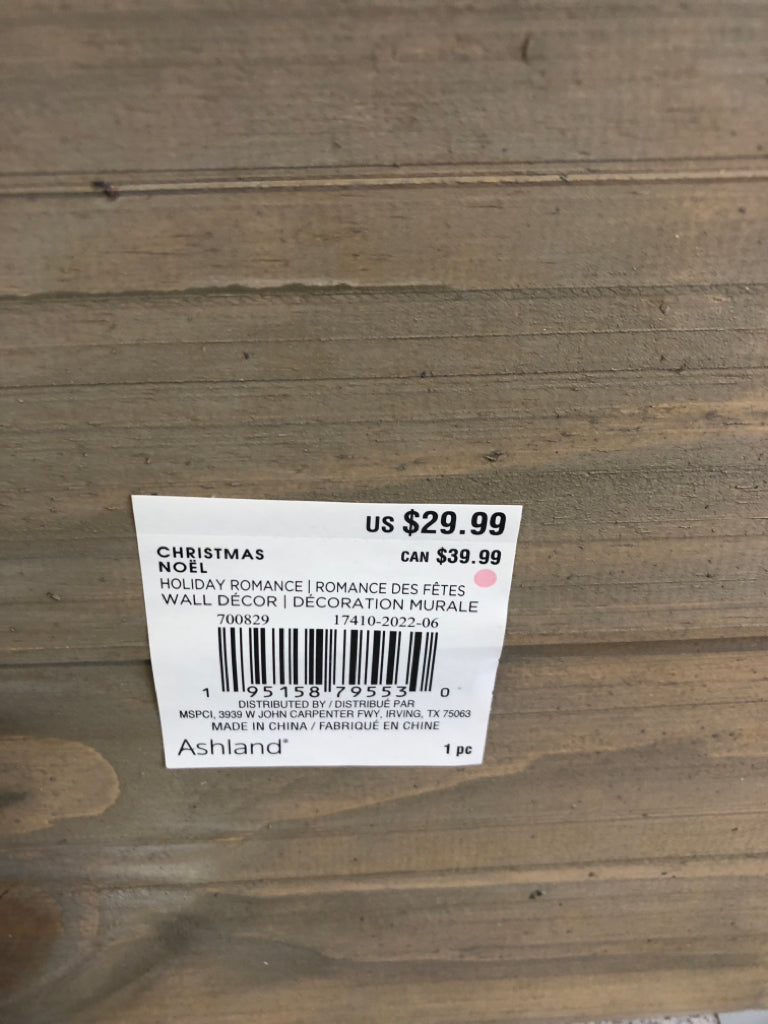 US $29.99
CHRISTMAS CAN $39.99
NOËL
HOLIDAY ROMANCE | ROMANCE DES FÊTES
WALL DÉCOR | DÉCORATION MURALE
700829 17410-2022-06
1 95158 79553 0
DISTRIBUTED BY / DISTRIBUÉ PAR
MSPCI, 3939 W JOHN CARPENTER FWY, IRVING, TX 75063
MADE IN CHINA / FABRIQUÉ EN CHINE
Ashland® 1 pc